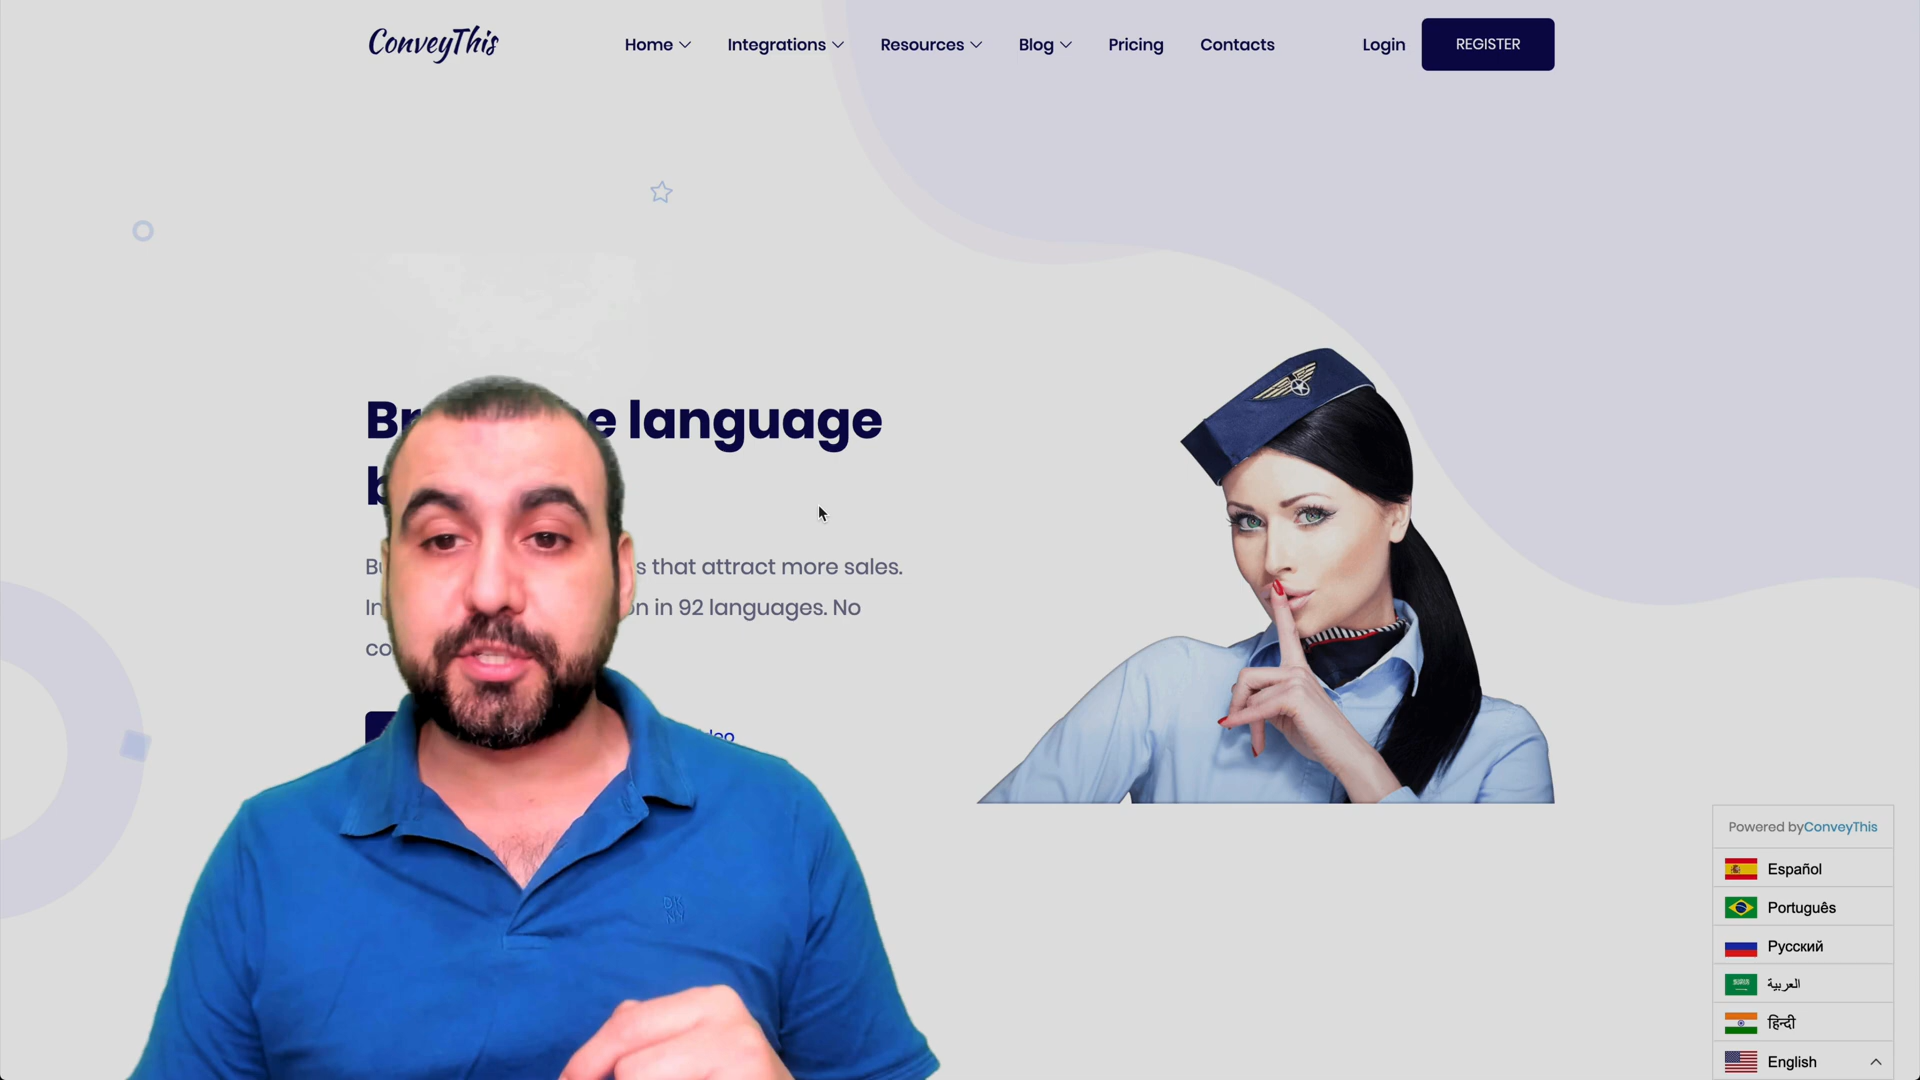 ConveyThis
Home
Integrations
Resources
Blog
Pricing
Contacts
Login
REGISTER
language
s that attract more sales.
in 92 languages. No
Powered byConveyThis
Español
Português
Русский
العربية
हिन्दी
English
DKNY